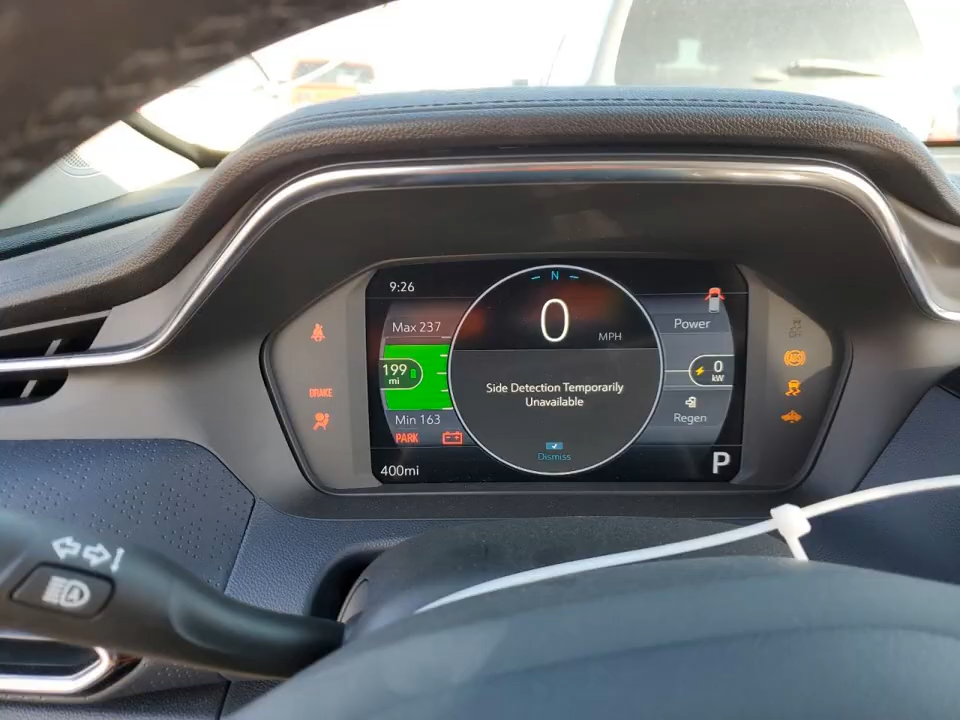 N
9:26
0
MPH
Max 237
Power
199
mi
0
kW
Side Detection Temporarily
Unavailable
BRAKE
Min 163
Regen
PARK
Dismiss
400mi
P